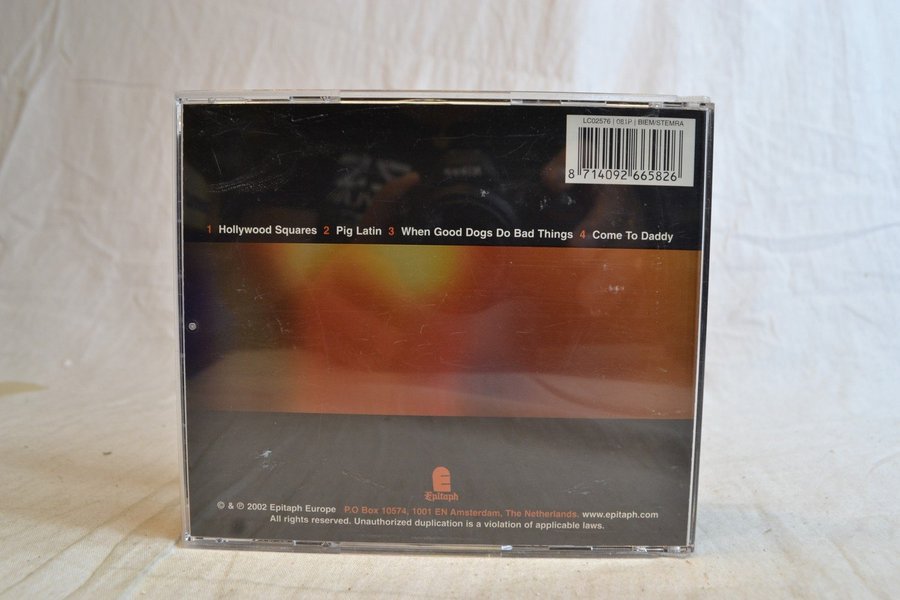 LC02576 | 081P | BIEM/STEMRA
8 714092 665826
1 Hollywood Squares 2 Pig Latin 3 When Good Dogs Do Bad Things 4 Come To Daddy
E
Epitaph
© & ℗ 2002 Epitaph Europe P.O Box 10574, 1001 EN Amsterdam, The Netherlands. www.epitaph.com
All rights reserved. Unauthorized duplication is a violation of applicable laws.